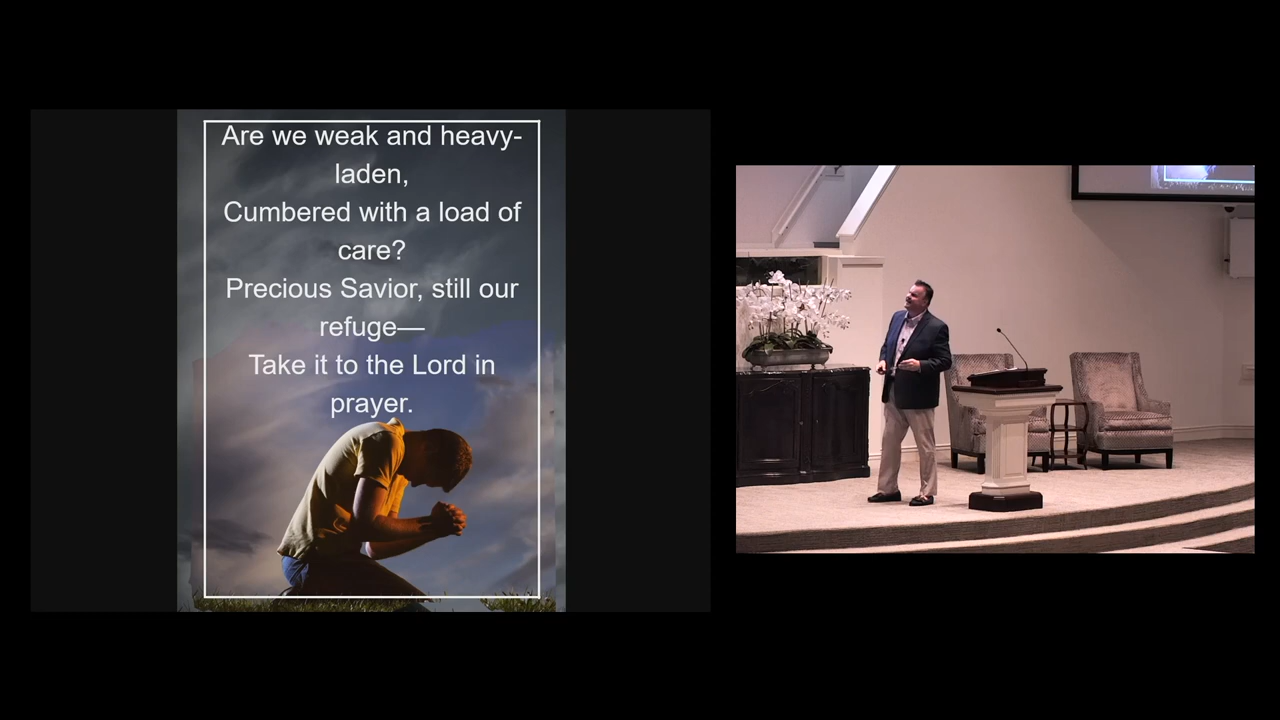 Are we weak and heavy-
laden,
Cumbered with a load of
care?
Precious Savior, still our
refuge—
Take it to the Lord in
prayer.